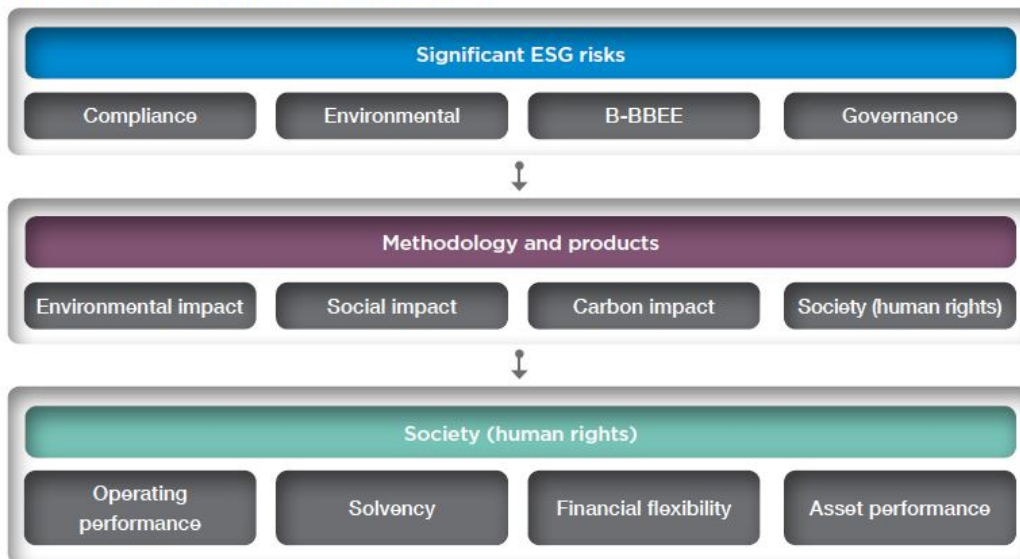 Significant ESG risks
Compliance
Environmental
B-BBEE
Governance
Methodology and products
Environmental impact
Social impact
Carbon impact
Society (human rights)
Society (human rights)
Operating
performance
Solvency
Financial flexibility
Asset performance